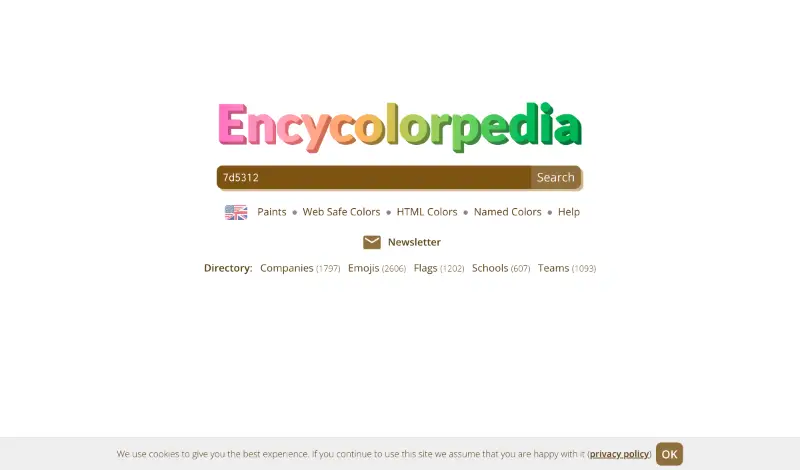 Encycolorpedia
7d5312 Search
Paints • Web Safe Colors • HTML Colors • Named Colors • Help
Newsletter
Directory: Companies (1797) Emojis (2606) Flags (1202) Schools (607) Teams (1093)
We use cookies to give you the best experience. If you continue to use this site we assume that you are happy with it (privacy policy) OK